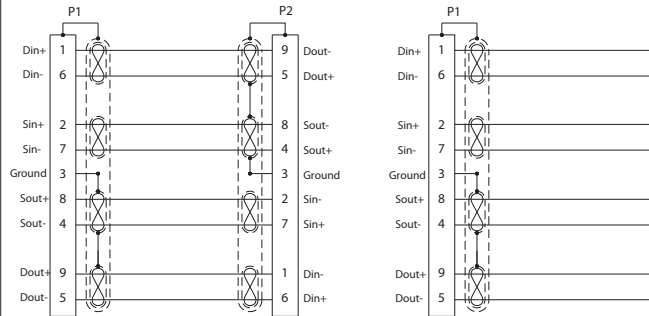 P1 P2 P1
Din+ 1 9 Dout- Din+ 1
Din- 6 5 Dout+ Din- 6
Sin+ 2 8 Sout- Sin+ 2
Sin- 7 4 Sout+ Sin- 7
Ground 3 3 Ground Ground 3
Sout+ 8 2 Sin- Sout+ 8
Sout- 4 7 Sin+ Sout- 4
Dout+ 9 1 Din- Dout+ 9
Dout- 5 6 Din+ Dout- 5